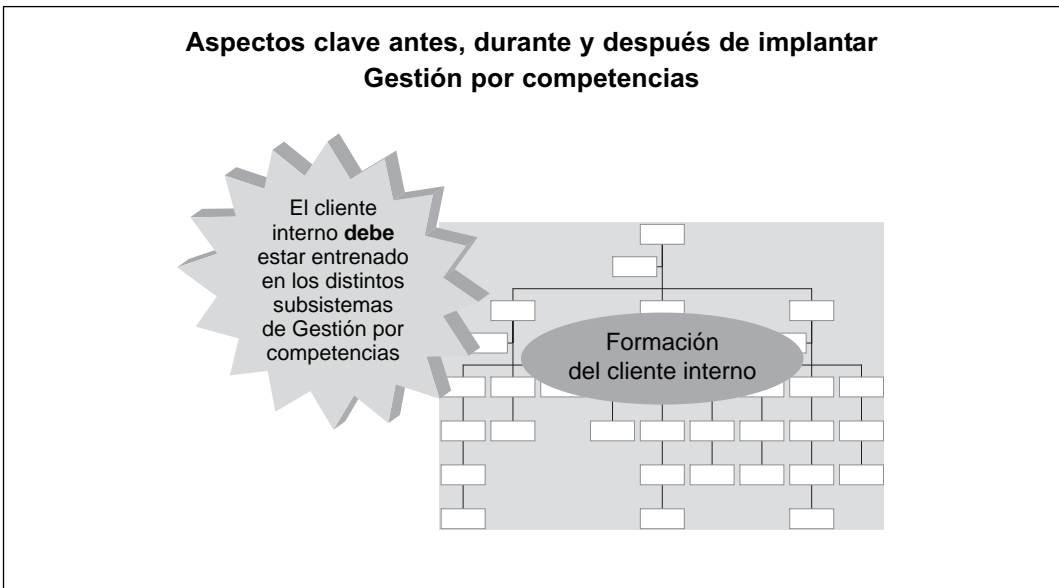 Aspectos clave antes, durante y después de implantar
Gestión por competencias
El cliente
interno debe
estar entrenado
en los distintos
subsistemas
de Gestión por
competencias
Formación
del cliente interno